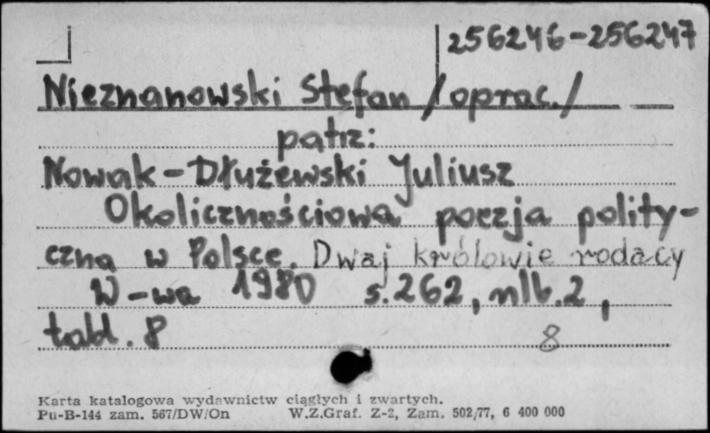 256246-256247
Nieznanowski Stefan /oprac./
patrz:
Nowak-Dłużewski Juliusz
Okolicznościowa poezja polity-
czna w Polsce. Dwaj królowie rodacy
W-wa 1980 s.262, nlb.2,
tabl. 8
8
Karta katalogowa wydawnictw ciągłych i zwartych.
Pu-B-144 zam. 567/DW/On W.Z.Graf. Z-2, Zam. 502/77, 6 400 000